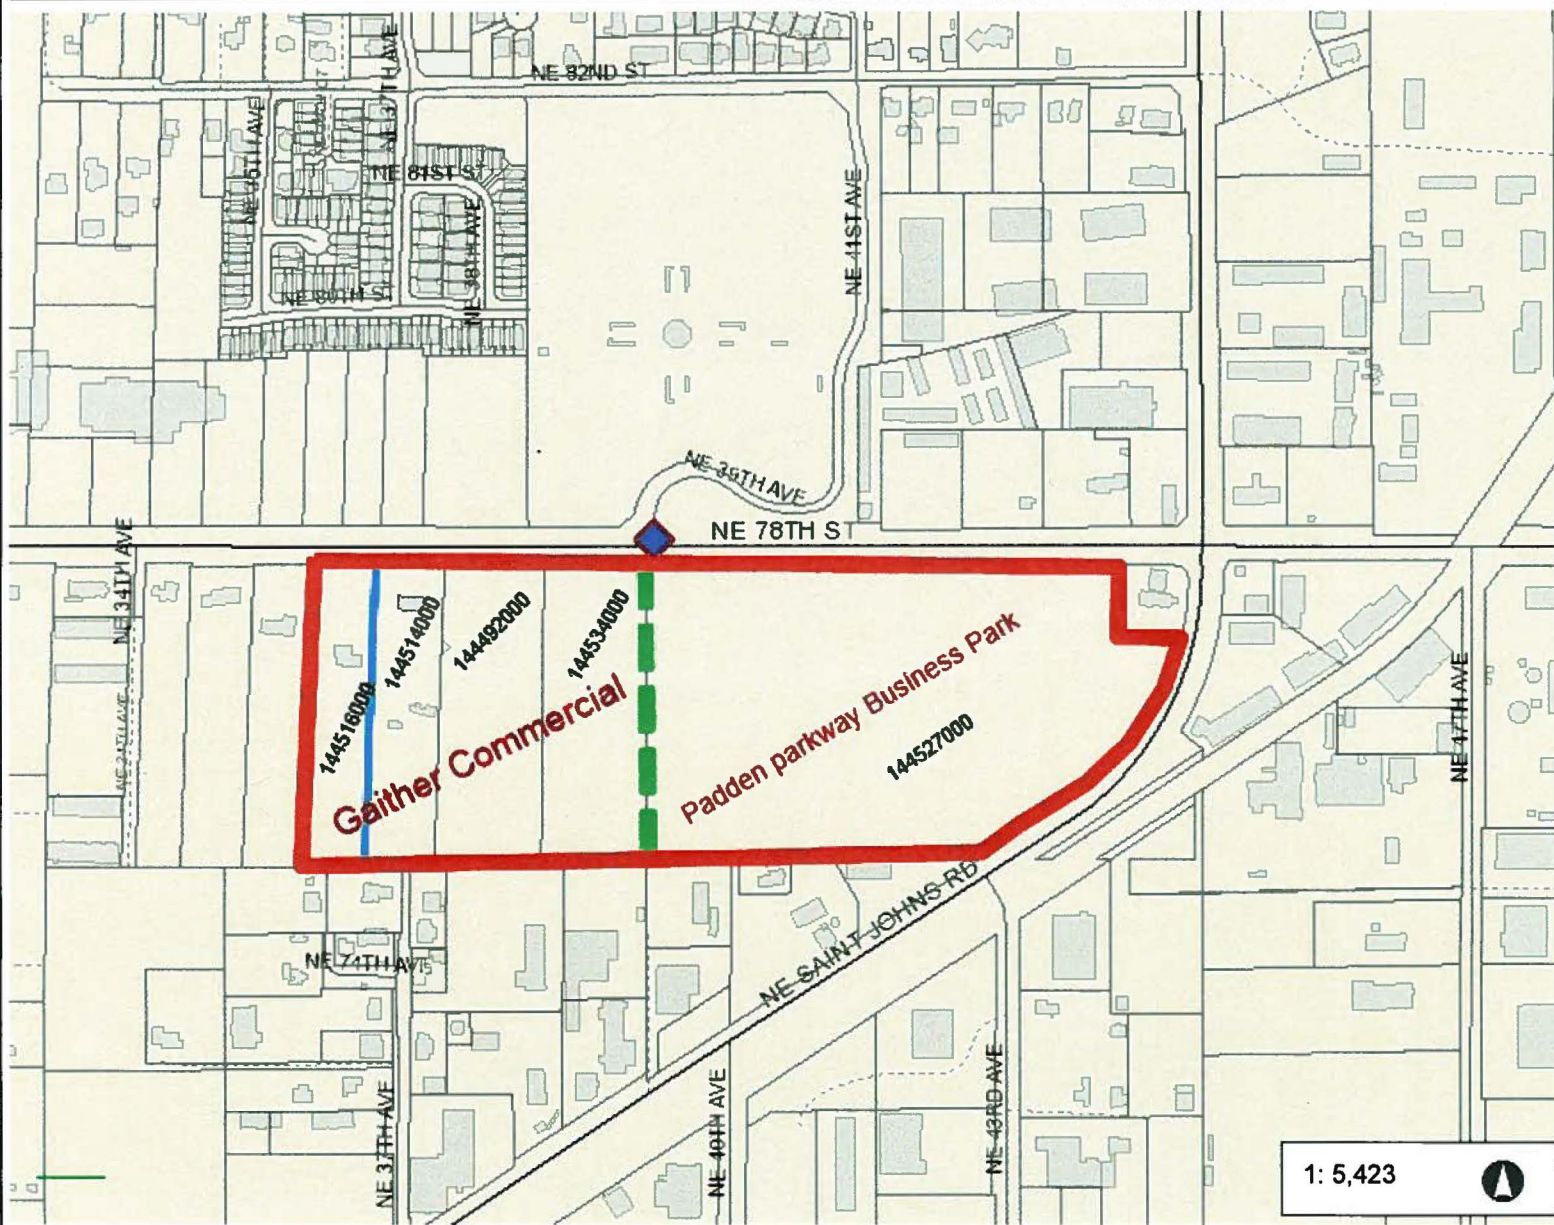 NE 82ND ST
NE 37TH AVE
NE 35TH AVE
NE 81ST ST
NE 38TH AVE
NE 80TH ST
NE 41ST AVE
NE 39TH AVE
NE 78TH ST
NE 34TH AVE
144516000
144514000
144492000
144534000
Gaither Commercial
Padden parkway Business Park
144527000
NE 47TH AVE
NE SAINT JOHNS RD
NE 37TH AVE
NE 40TH AVE
NE 43RD AVE
1: 5,423